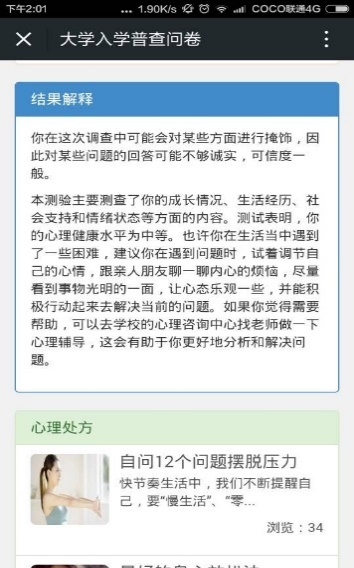 下午2:01
... 1.90K/s COCO联通4G
大学入学普查问卷
结果解释
你在这次调查中可能会对某些方面进行掩饰，因
此对某些问题的回答可能不够诚实，可信度一
般。
本测验主要测查了你的成长情况、生活经历、社
会支持和情绪状态等方面的内容。测试表明，你
的心理健康水平为中等。也许你在生活当中遇到
了一些困难，建议你在遇到问题时，试着调节自
己的心情，跟亲人朋友聊一聊内心的烦恼，尽量
看到事物光明的一面，让心态乐观一些，并能积
极行动起来去解决当前的问题。如果你觉得需要
帮助，可以去学校的心理咨询中心找老师做一下
心理辅导，这会有助于你更好地分析和解决问
题。
心理处方
自问12个问题摆脱压力
快节奏生活中，我们不断提醒自
己，要“慢生活”、“零...
浏览：34